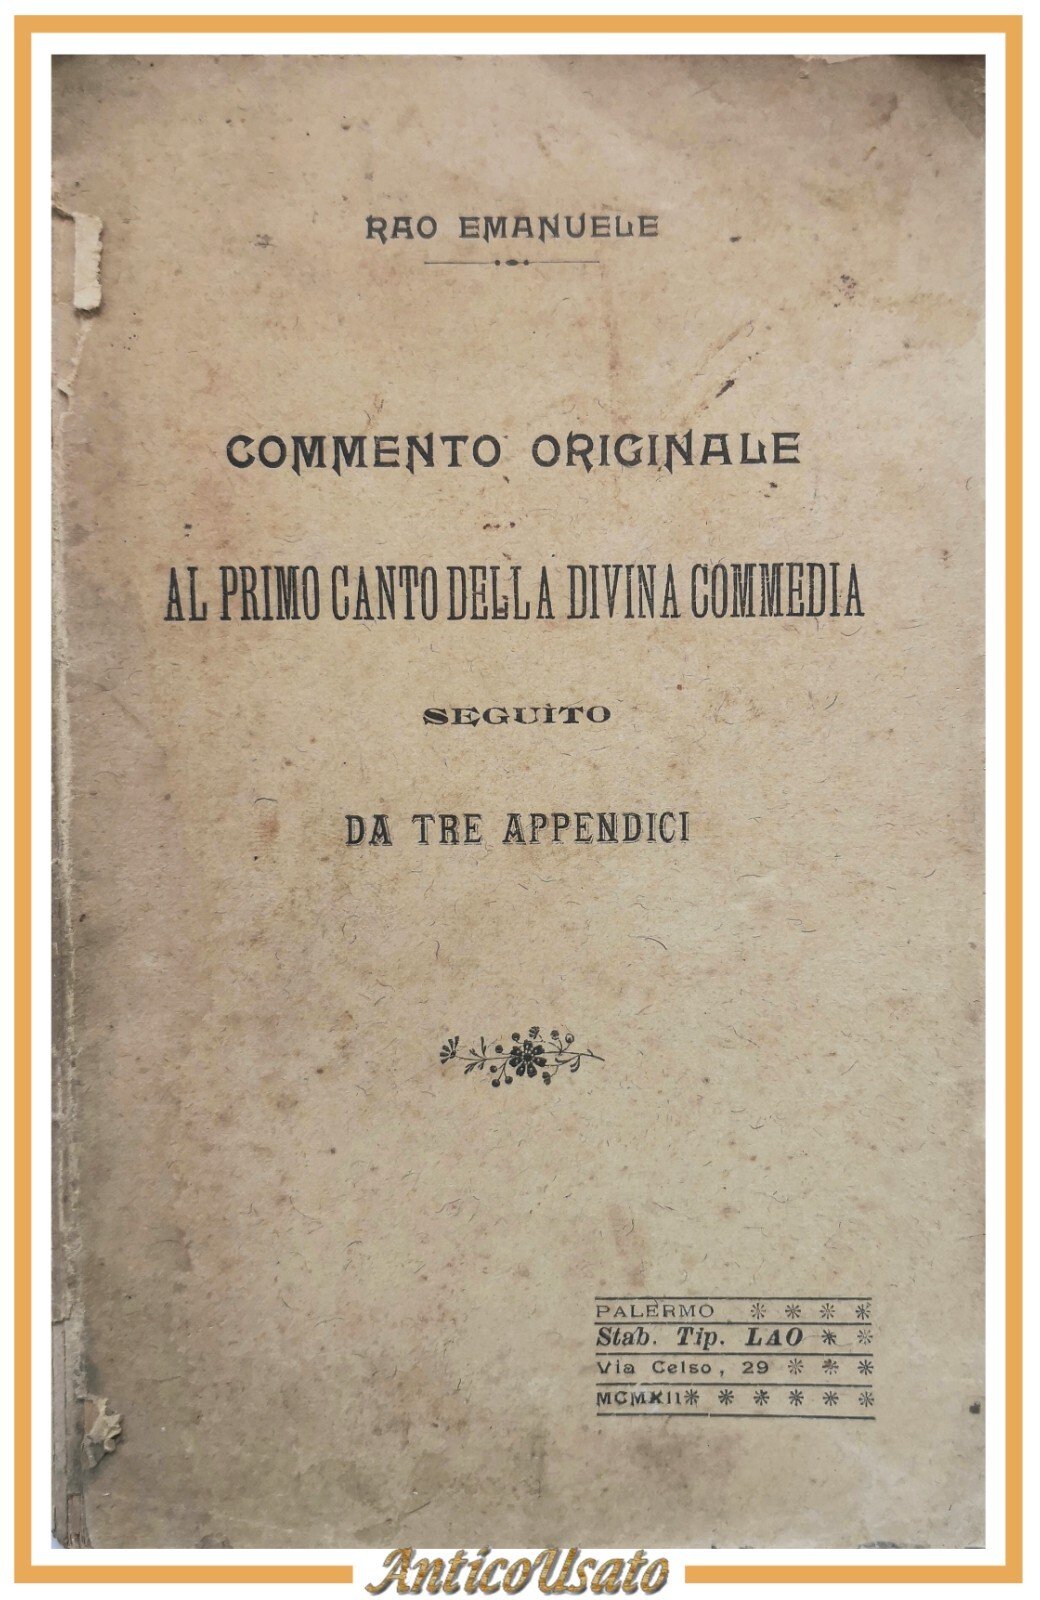 RAO EMANUELE
COMMENTO ORIGINALE
AL PRIMO CANTO DELLA DIVINA COMMEDIA
SEGUITO
DA TRE APPENDICI
PALERMO
Stab. Tip. LAO
Via Celso, 29
MCMXII
AnticoUsato